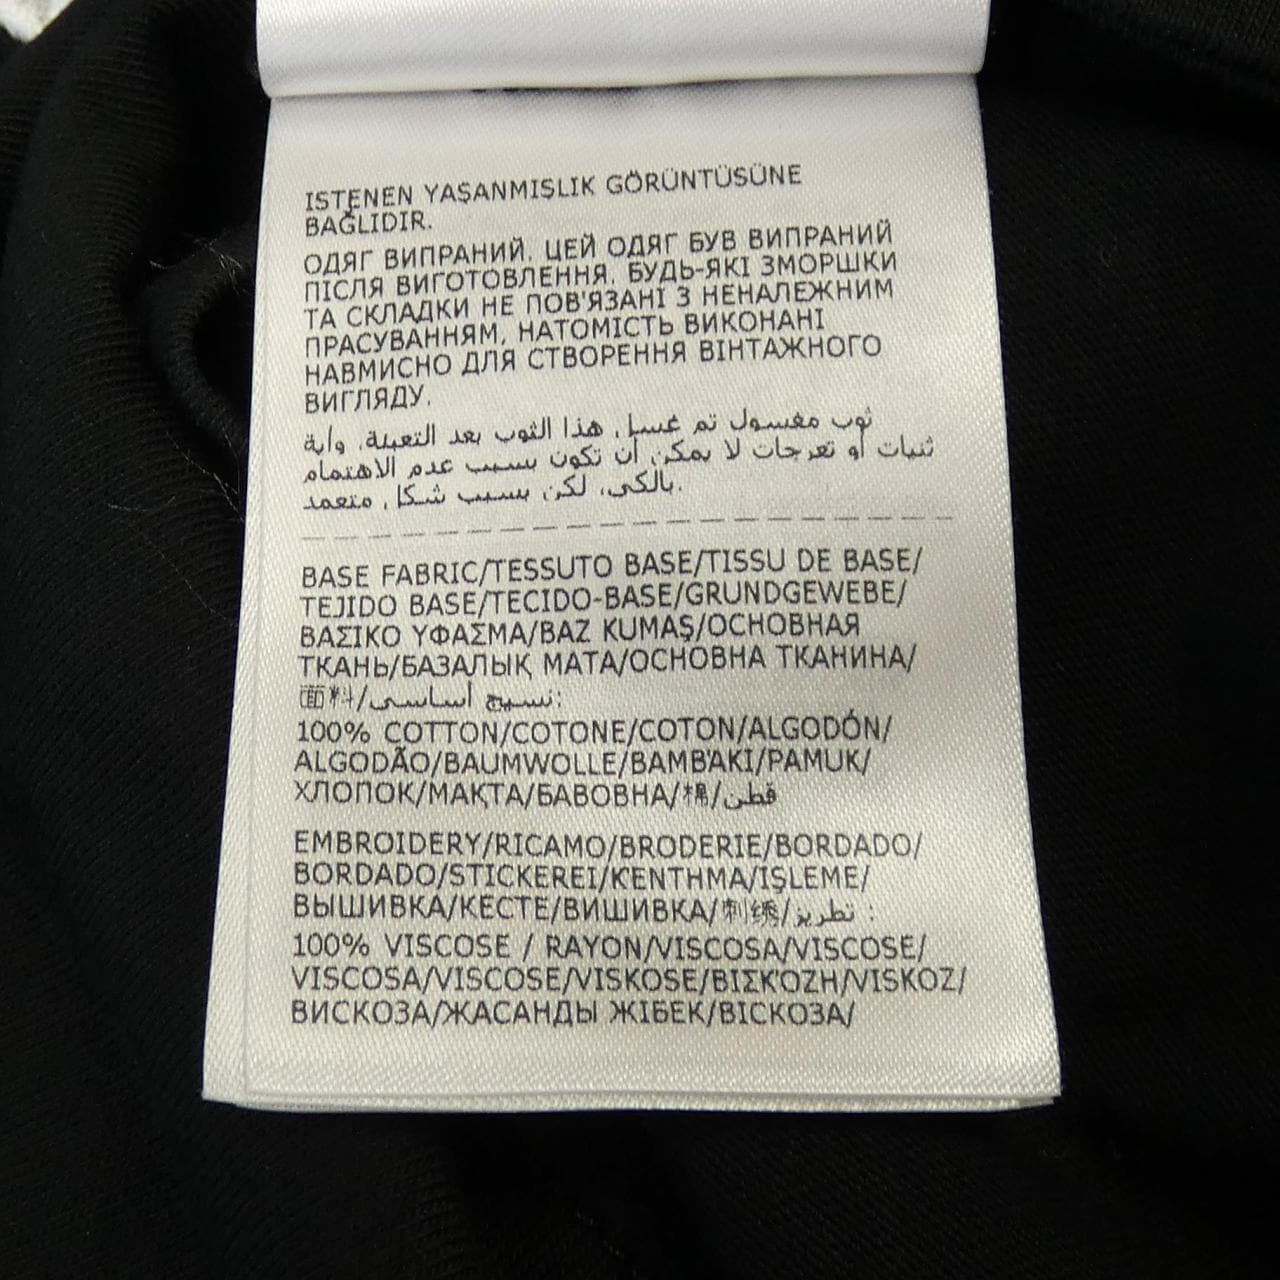 ISTENEN YAŞANMIŞLIK GÖRÜNTÜSÜNE
BAĞLIDIR.
ОДЯГ ВИПРАНИЙ. ЦЕЙ ОДЯГ БУВ ВИПРАНИЙ
ПІСЛЯ ВИГОТОВЛЕННЯ. БУДЬ-ЯКІ ЗМОРШКИ
ТА СКЛАДКИ НЕ ПОВ'ЯЗАНІ З НЕНАЛЕЖНИМ
ПРАСУВАННЯМ, НАТОМІСТЬ ВИКОНАНІ
НАВМИСНО ДЛЯ СТВОРЕННЯ ВІНТАЖНОГО
ВИГЛЯДУ.
ثوب مغسول تم غسل هذا الثوب بعد التعبئة، وأية
ثنيات أو تعرجات لا يمكن أن تكون بسبب عدم الاهتمام
بالكي، لكن بسبب شكل متعمد.
BASE FABRIC/TESSUTO BASE/TISSU DE BASE/
TEJIDO BASE/TECIDO-BASE/GRUNDGEWEBE/
ΒΑΣΙΚΟ ΥΦΑΣΜΑ/BAZ KUMAŞ/ОСНОВНАЯ
ТКАНЬ/БАЗАЛЫҚ МАТА/ОСНОВНА ТКАНИНА/
面料/نسيج أساسي:
100% COTTON/COTONE/COTON/ALGODÓN/
ALGODÃO/BAUMWOLLE/ΒΑΜΒ'ΑΚΙ/PAMUK/
ХЛОПОК/МАҚТА/БАВОВНА/棉/قطن
EMBROIDERY/RICAMO/BRODERIE/BORDADO/
BORDADO/STICKEREI/ΚΕΝΤΗΜΑ/IŞLEME/
ВЫШИВКА/КЕСТЕ/ВИШИВКА/刺绣/تطريز :
100% VISCOSE / RAYON/VISCOSA/VISCOSE/
VISCOSA/VISCOSE/VISKOSE/ΒΙΣΚ'ΟΖΗ/VISKOZ/
ВИСКОЗА/ЖАСАНДЫ ЖІБЕК/ВІСКОЗА/